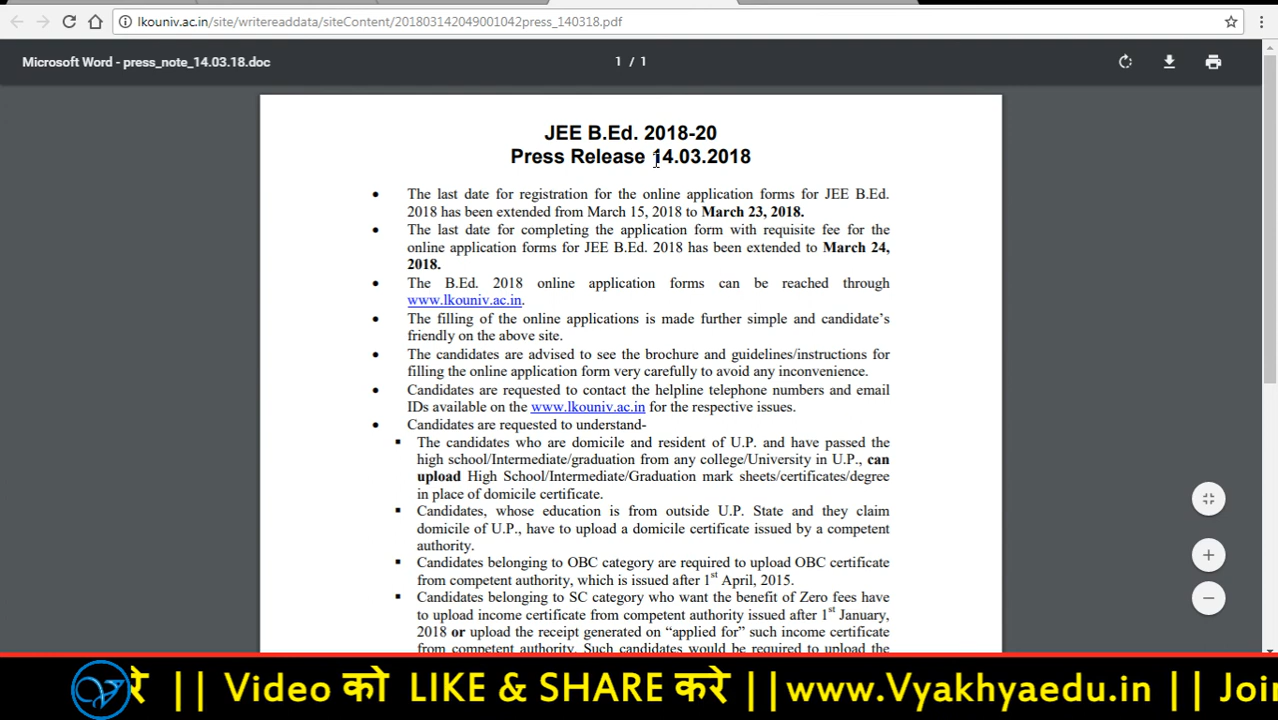 lkouniv.ac.in/site/writereaddata/siteContent/201803142049001042press_140318.pdf
Microsoft Word - press_note_14.03.18.doc
1 / 1
JEE B.Ed. 2018-20
Press Release 14.03.2018
• The last date for registration for the online application forms for JEE B.Ed.
2018 has been extended from March 15, 2018 to March 23, 2018.
• The last date for completing the application form with requisite fee for the
online application forms for JEE B.Ed. 2018 has been extended to March 24,
2018.
• The B.Ed. 2018 online application forms can be reached through
www.lkouniv.ac.in.
• The filling of the online applications is made further simple and candidate's
friendly on the above site.
• The candidates are advised to see the brochure and guidelines/instructions for
filling the online application form very carefully to avoid any inconvenience.
• Candidates are requested to contact the helpline telephone numbers and email
IDs available on the www.lkouniv.ac.in for the respective issues.
• Candidates are requested to understand-
▪ The candidates who are domicile and resident of U.P. and have passed the
high school/Intermediate/graduation from any college/University in U.P., can
upload High School/Intermediate/Graduation mark sheets/certificates/degree
in place of domicile certificate.
▪ Candidates, whose education is from outside U.P. State and they claim
domicile of U.P., have to upload a domicile certificate issued by a competent
authority.
▪ Candidates belonging to OBC category are required to upload OBC certificate
from competent authority, which is issued after 1st April, 2015.
▪ Candidates belonging to SC category who want the benefit of Zero fees have
to upload income certificate from competent authority issued after 1st January,
2018 or upload the receipt generated on “applied for” such income certificate
from competent authority. Such candidates would be required to upload the
रे || Video को LIKE & SHARE करे ||www.Vyakhyaedu.in || Joi